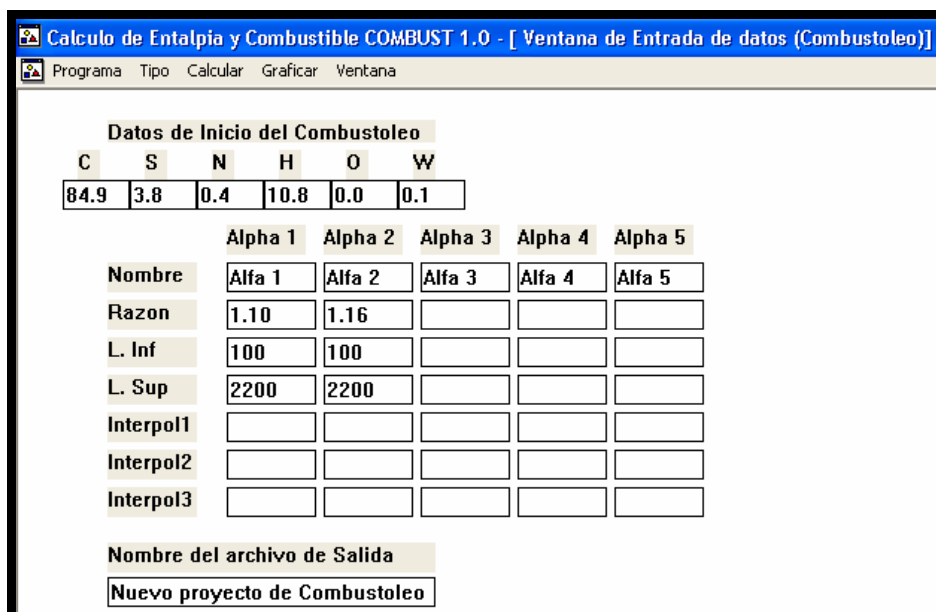 Calculo de Entalpia y Combustible COMBUST 1.0 - [ Ventana de Entrada de datos (Combustoleo)]
Programa Tipo Calcular Graficar Ventana
Datos de Inicio del Combustoleo
C S N H O W
84.9 3.8 0.4 10.8 0.0 0.1
Alpha 1 Alpha 2 Alpha 3 Alpha 4 Alpha 5
Nombre Alfa 1 Alfa 2 Alfa 3 Alfa 4 Alfa 5
Razon 1.10 1.16
L. Inf 100 100
L. Sup 2200 2200
Interpol1
Interpol2
Interpol3
Nombre del archivo de Salida
Nuevo proyecto de Combustoleo